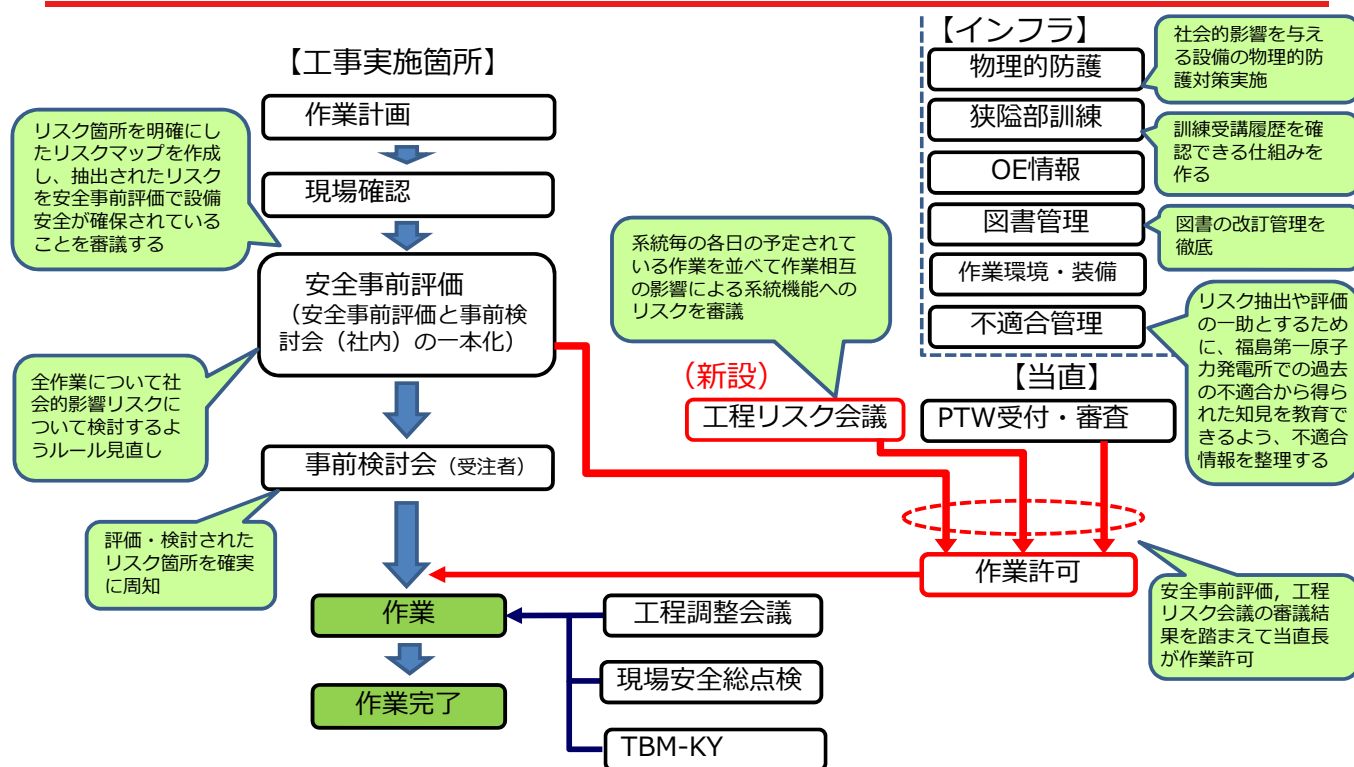 【工事実施箇所】
作業計画
リスク箇所を明確にし
たリスクマップを作成
し、抽出されたリスク
を安全事前評価で設備
安全が確保されている
ことを審議する
現場確認
安全事前評価
（安全事前評価と事前検
討会（社内）の一本化）
全作業について社
会的影響リスクに
ついて検討するよ
うルール見直し
事前検討会（受注者）
評価・検討された
リスク箇所を確実
に周知
作業
作業完了
工程調整会議
現場安全総点検
TBM-KY
系統毎の各日の予定されて
いる作業を並べて作業相互
の影響による系統機能への
リスクを審議
（新設）
工程リスク会議
【インフラ】
物理的防護
社会的影響を与え
る設備の物理的防
護対策実施
狭隘部訓練
訓練受講履歴を確
認できる仕組みを
作る
OE情報
図書管理
図書の改訂管理を
徹底
作業環境・装備
不適合管理
リスク抽出や評価
の一助とするため
に、福島第一原子
力発電所での過去
の不適合から得ら
れた知見を教育で
きるよう、不適合
情報を整理する
【当直】
PTW受付・審査
作業許可
安全事前評価，工程
リスク会議の審議結
果を踏まえて当直長
が作業許可